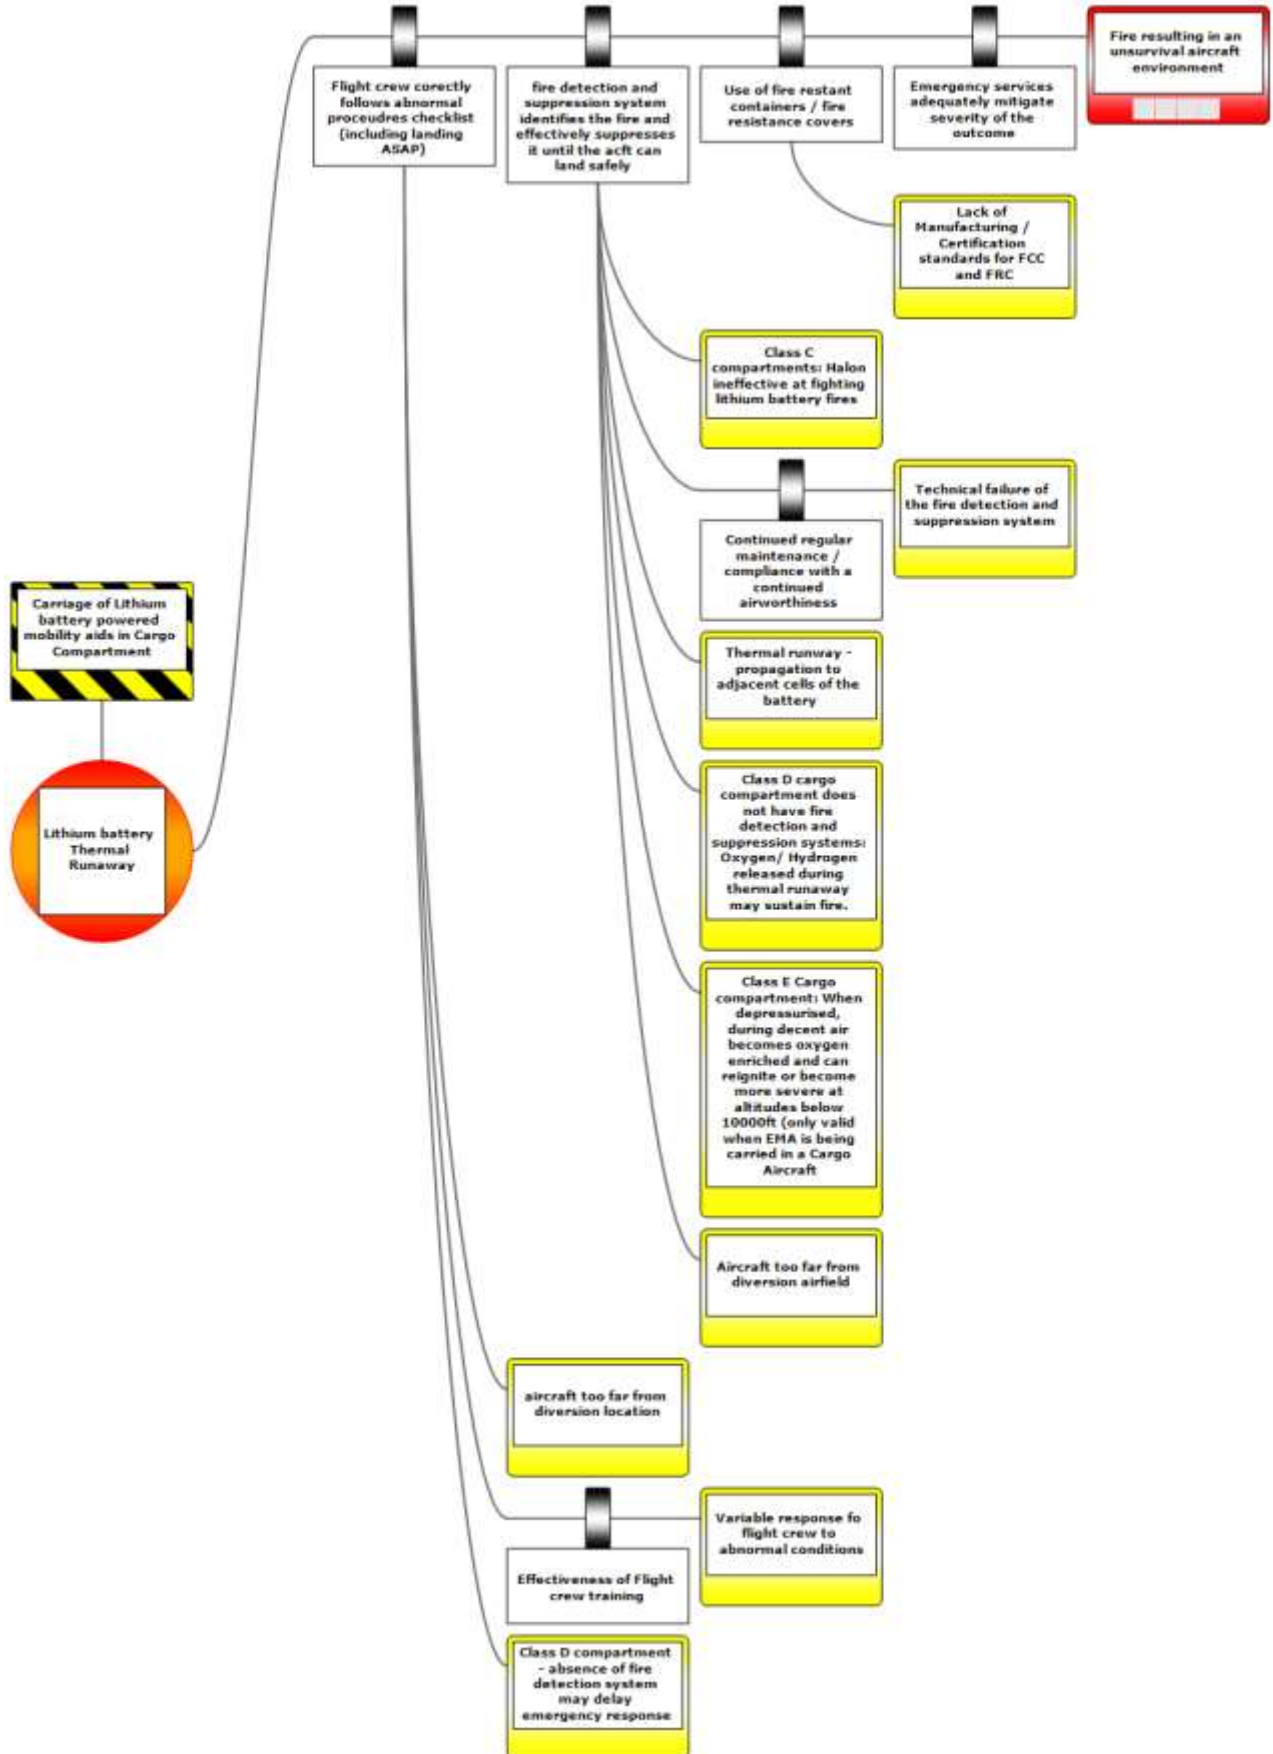 Flight crew corectly
follows abnormal
proceudres checklist
(including landing
ASAP)
fire detection and
suppression system
identifies the fire and
effectively suppresses
it until the acft can
land safely
Use of fire restant
containers / fire
resistance covers
Emergency services
adequately mitigate
severity of the
outcome
Fire resulting in an
unsurvival aircraft
environment
Lack of
Manufacturing /
Certification
standards for FCC
and FRC
Class C
compartments: Halon
ineffective at fighting
lithium battery fires
Technical failure of
the fire detection and
suppression system
Continued regular
maintenance /
compliance with a
continued
airworthiness
Carriage of Lithium
battery powered
mobility aids in Cargo
Compartment
Thermal runway -
propagation to
adjacent cells of the
battery
Lithium battery
Thermal
Runaway
Class D cargo
compartment does
not have fire
detection and
suppression systems:
Oxygen/ Hydrogen
released during
thermal runaway
may sustain fire.
Class E Cargo
compartment: When
depressurised,
during decent air
becomes oxygen
enriched and can
reignite or become
more severe at
altitudes below
10000ft (only valid
when EMA is being
carried in a Cargo
Aircraft
Aircraft too far from
diversion airfield
aircraft too far from
diversion location
Variable response fo
flight crew to
abnormal conditions
Effectiveness of Flight
crew training
Class D compartment
- absence of fire
detection system
may delay
emergency response